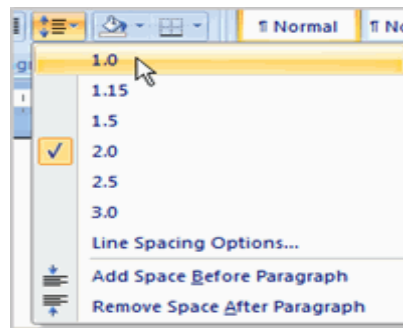 ¶ Normal ¶ No
1.0
1.15
1.5
2.0
2.5
3.0
Line Spacing Options...
Add Space Before Paragraph
Remove Space After Paragraph